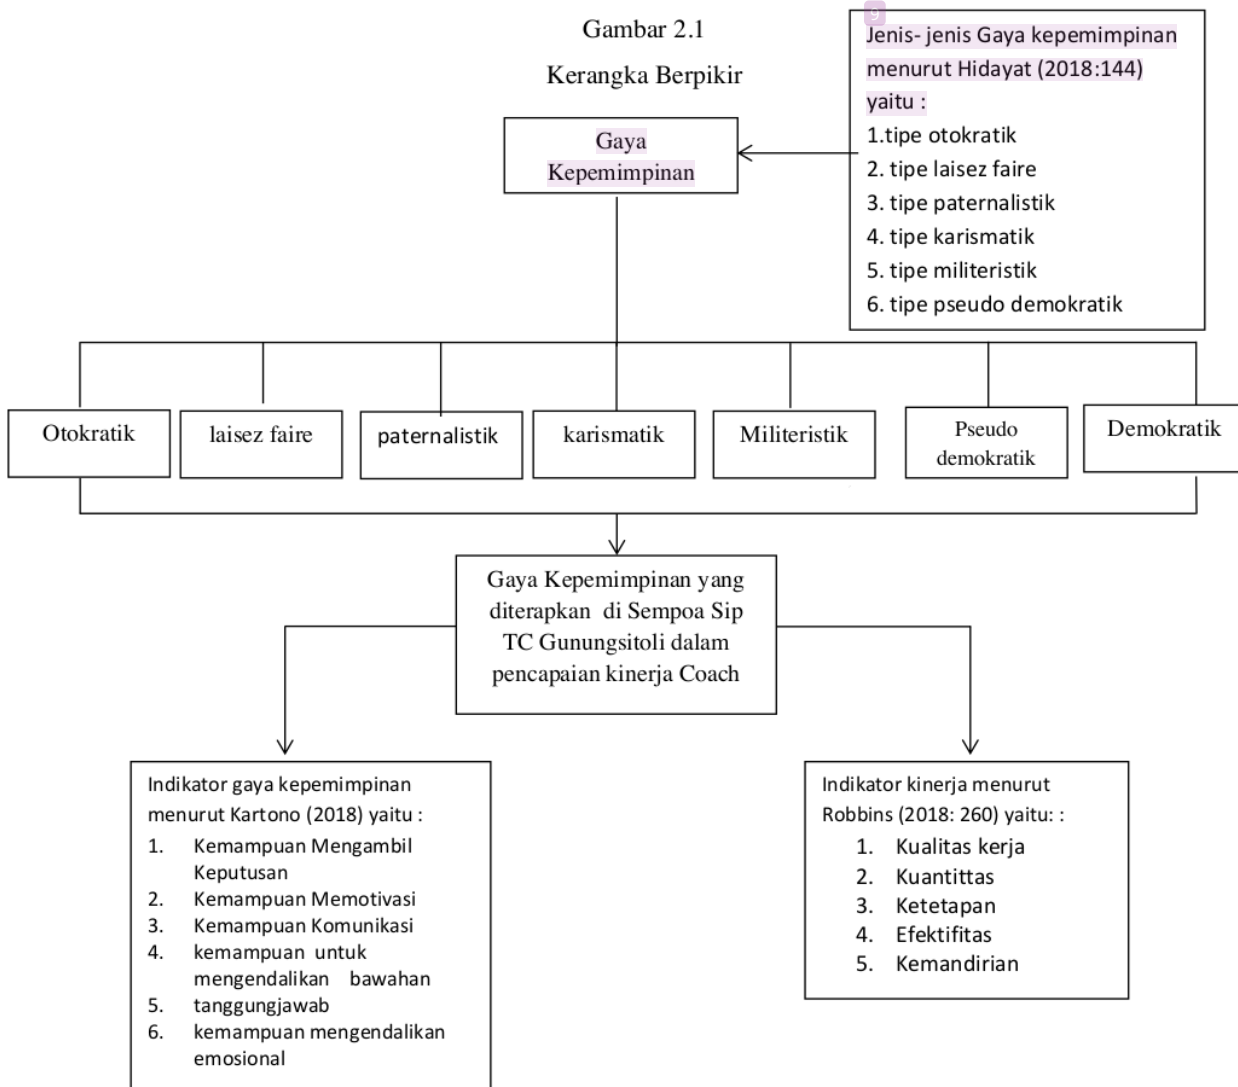 Gambar 2.1
Kerangka Berpikir
9
Jenis- jenis Gaya kepemimpinan
menurut Hidayat (2018:144)
yaitu :
1.tipe otokratik
2. tipe laisez faire
3. tipe paternalistik
4. tipe karismatik
5. tipe militeristik
6. tipe pseudo demokratik
Gaya
Kepemimpinan
Otokratik
laisez faire
paternalistik
karismatik
Militeristik
Pseudo
demokratik
Demokratik
Gaya Kepemimpinan yang
diterapkan di Sempoa Sip
TC Gunungsitoli dalam
pencapaian kinerja Coach
Indikator gaya kepemimpinan
menurut Kartono (2018) yaitu :
1. Kemampuan Mengambil
Keputusan
2. Kemampuan Memotivasi
3. Kemampuan Komunikasi
4. kemampuan untuk
mengendalikan bawahan
5. tanggungjawab
6. kemampuan mengendalikan
emosional
Indikator kinerja menurut
Robbins (2018: 260) yaitu: :
1. Kualitas kerja
2. Kuantittas
3. Ketetapan
4. Efektifitas
5. Kemandirian